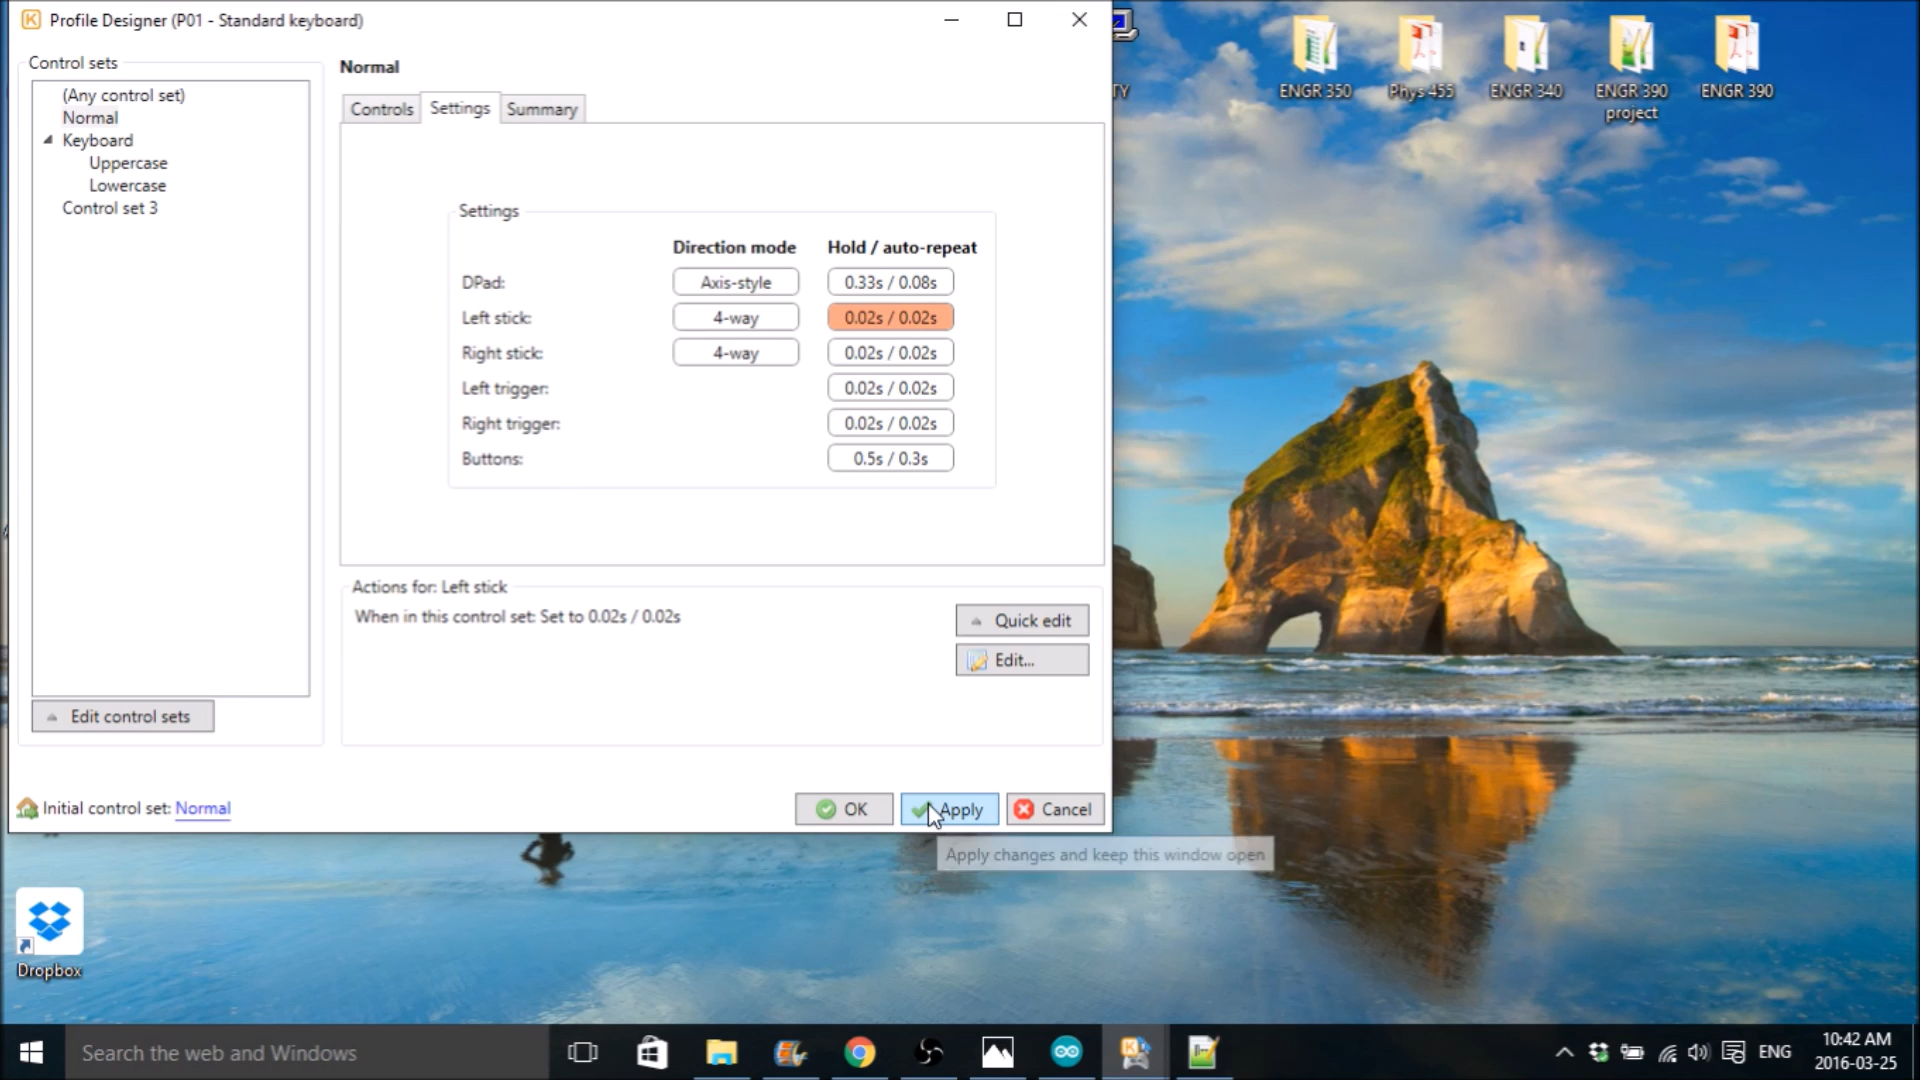 Profile Designer (P01 - Standard keyboard)
Control sets
(Any control set)
Normal
Keyboard
Uppercase
Lowercase
Control set 3
Edit control sets
Normal
Controls
Settings
Summary
Settings
Direction mode
Hold / auto-repeat
DPad:
Axis-style
0.33s / 0.08s
Left stick:
4-way
0.02s / 0.02s
Right stick:
4-way
0.02s / 0.02s
Left trigger:
0.02s / 0.02s
Right trigger:
0.02s / 0.02s
Buttons:
0.5s / 0.3s
Actions for: Left stick
When in this control set: Set to 0.02s / 0.02s
Quick edit
Edit...
Initial control set: Normal
OK
Apply
Cancel
Apply changes and keep this window open
TY
ENGR 350
Phys 455
ENGR 340
ENGR 390
project
ENGR 390
Dropbox
Search the web and Windows
ENG
10:42 AM
2016-03-25